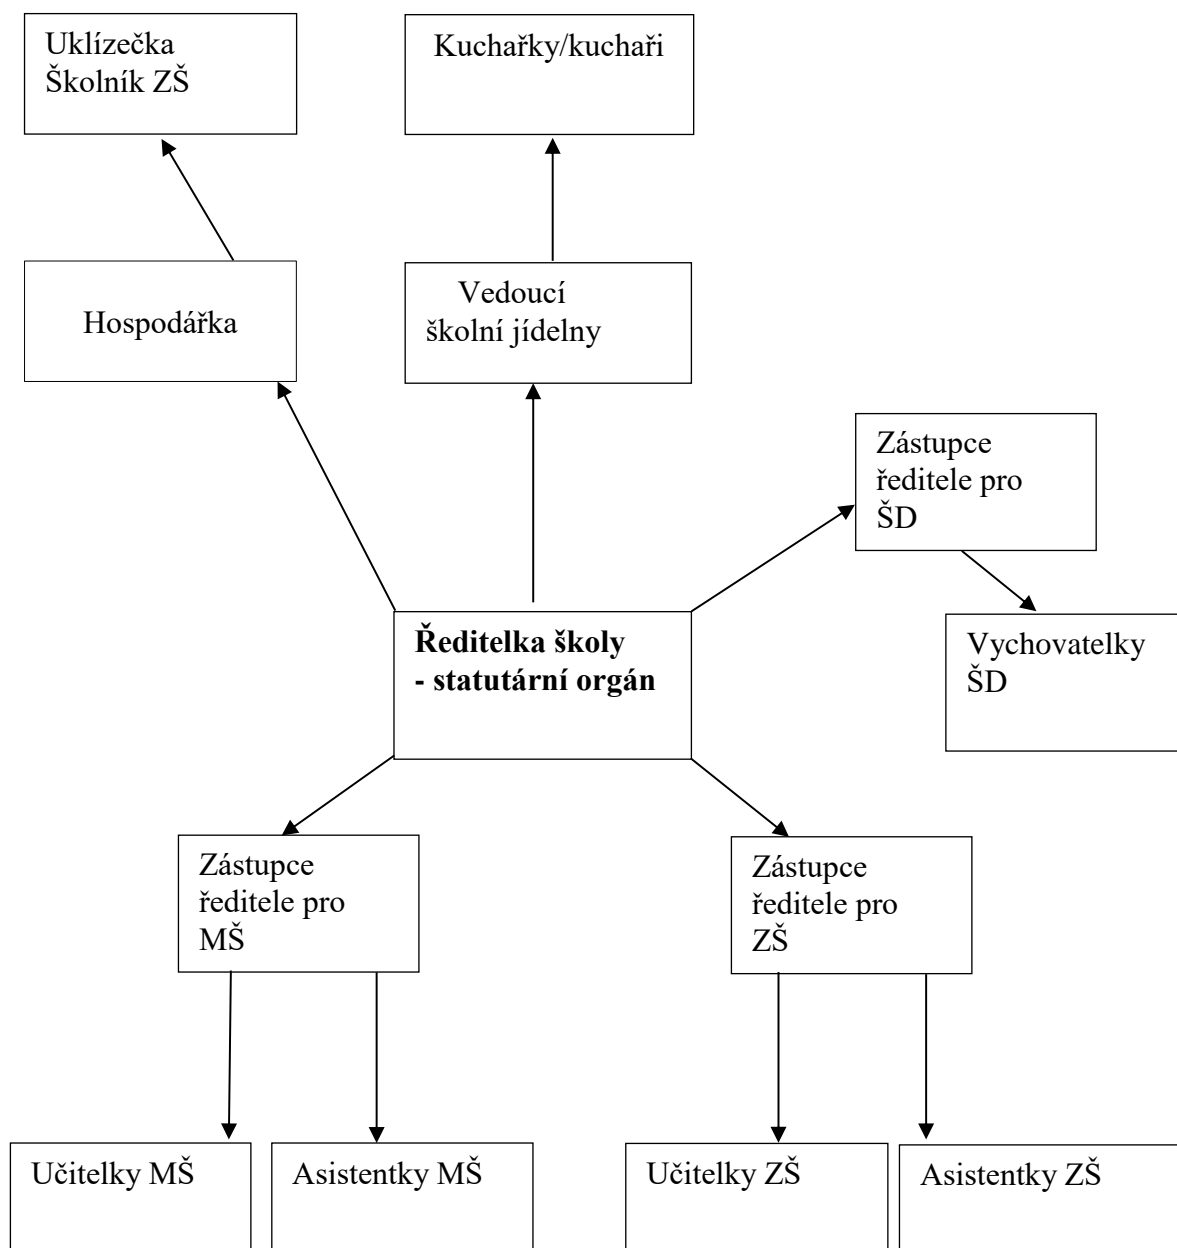 Uklízečka
Školník ZŠ
Kuchařky/kuchaři
Hospodářka
Vedoucí
školní jídelny
Zástupce
ředitele pro
ŠD
Vychovatelky
ŠD
Ředitelka školy
- statutární orgán
Zástupce
ředitele pro
MŠ
Zástupce
ředitele pro
ZŠ
Učitelky MŠ
Asistentky MŠ
Učitelky ZŠ
Asistentky ZŠ